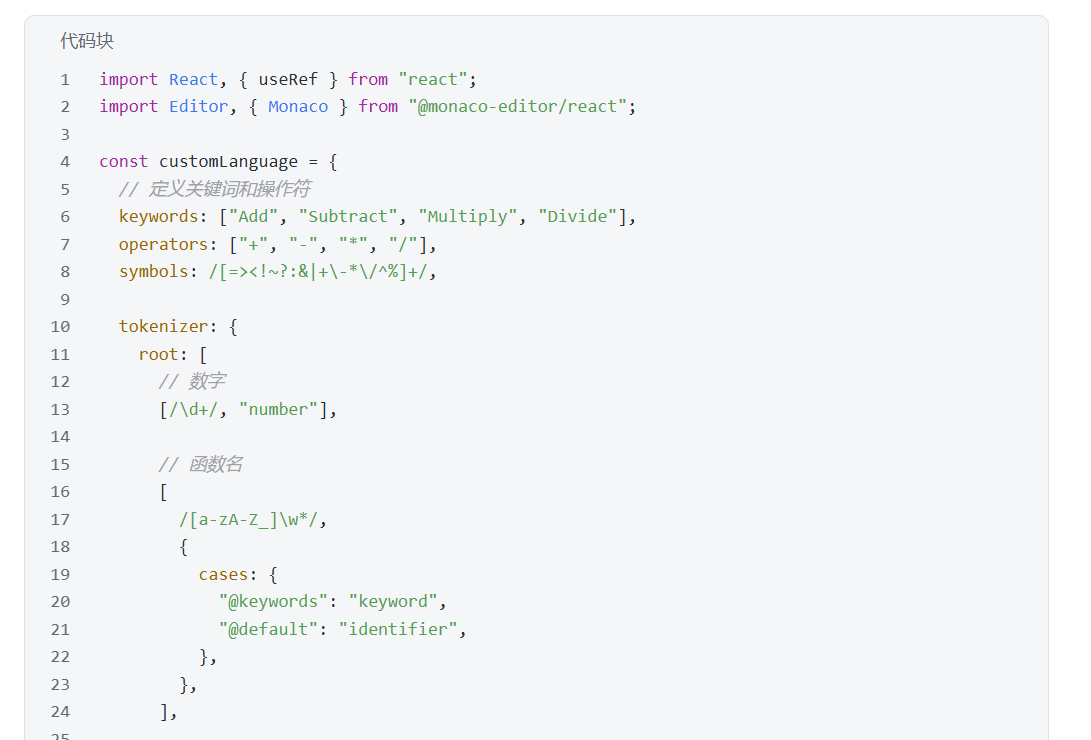 代码块
1 import React, { useRef } from "react";
2 import Editor, { Monaco } from "@monaco-editor/react";
3
4 const customLanguage = {
5   // 定义关键词和操作符
6   keywords: ["Add", "Subtract", "Multiply", "Divide"],
7   operators: ["+", "-", "*", "/"],
8   symbols: /[=><!~?:&|+\-*\/^%]+/,
9
10   tokenizer: {
11     root: [
12       // 数字
13       [/\d+/, "number"],
14
15       // 函数名
16       [
17         /[a-zA-Z_]\w*/,
18         {
19           cases: {
20             "@keywords": "keyword",
21             "@default": "identifier",
22           },
23         },
24       ],
25